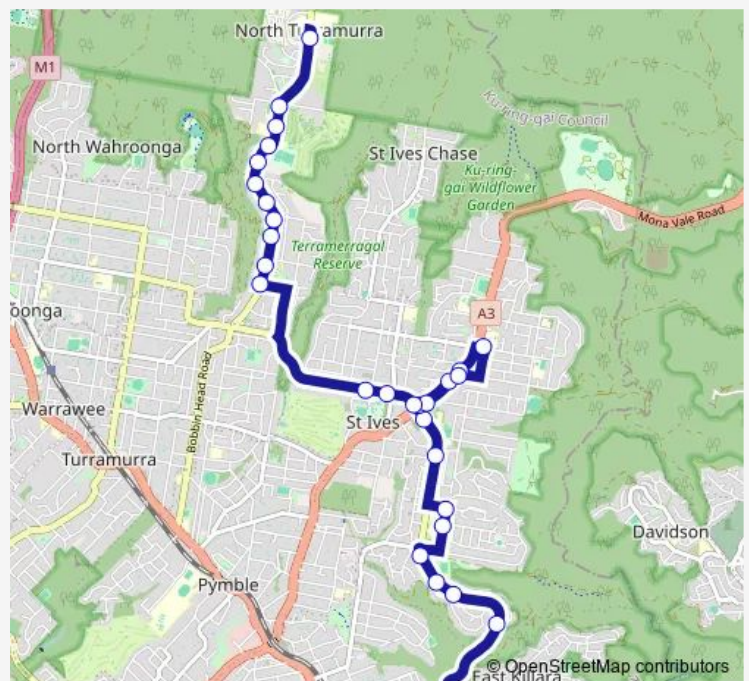 North Turramurra
M1
Ku-ring-gai Council
North Wahroonga
St Ives Chase
Ku-ring-
gai Wildflower
Garden
Mona Vale Road
Terramerragal
Reserve
oonga
A3
Bobbin Head Road
Warrawee
St Ives
Turramurra
Davidson
Pymble
© OpenStreetMap contributors
East Killara